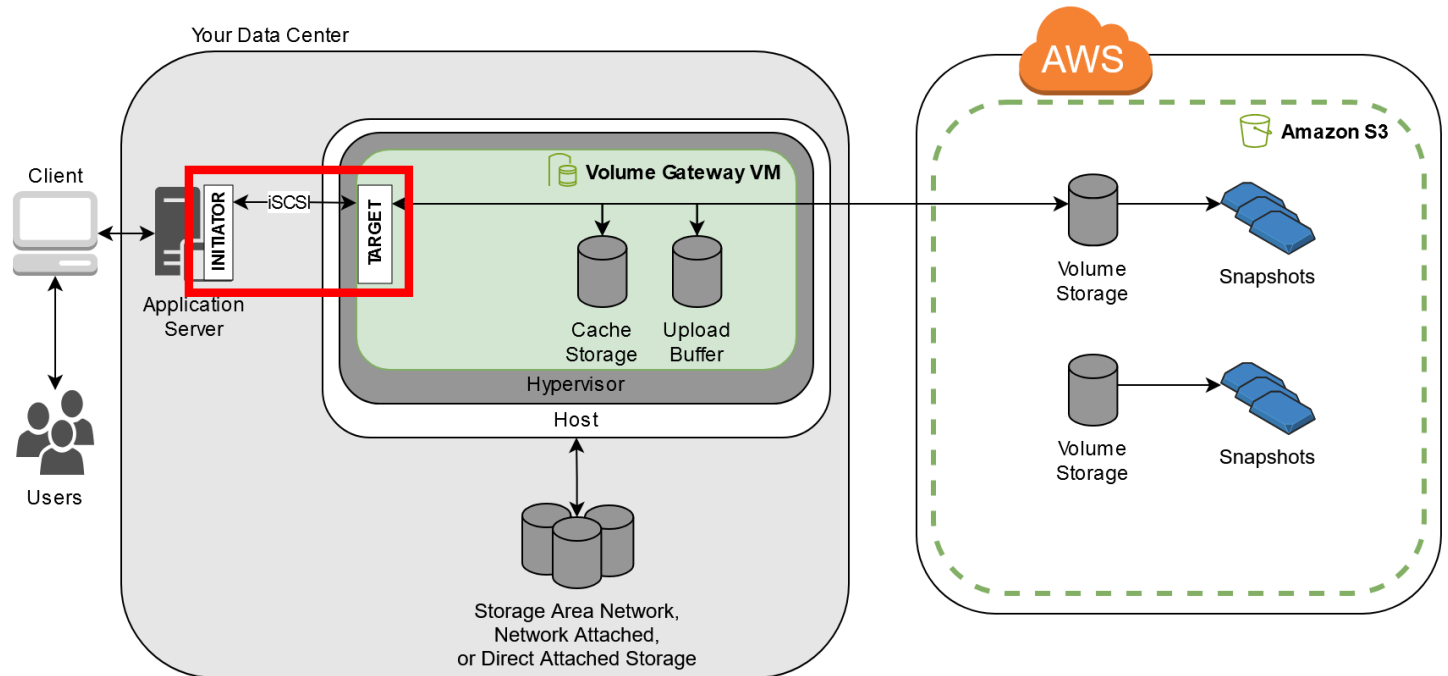 Your Data Center
AWS
Amazon S3
Client
Volume Gateway VM
INITIATOR
iSCSI
TARGET
Application
Server
Cache
Storage
Upload
Buffer
Volume
Storage
Snapshots
Hypervisor
Host
Users
Volume
Storage
Snapshots
Storage Area Network,
Network Attached,
or Direct Attached Storage